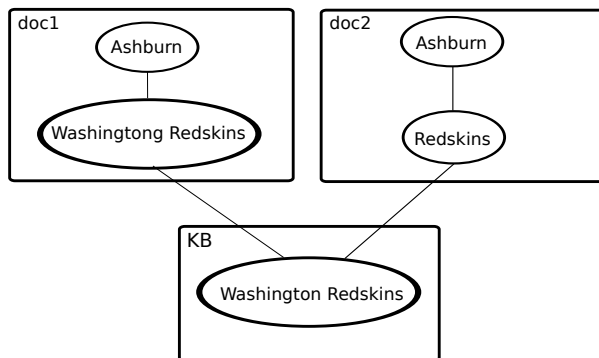 doc1
Ashburn
Washingtong Redskins
doc2
Ashburn
Redskins
KB
Washington Redskins